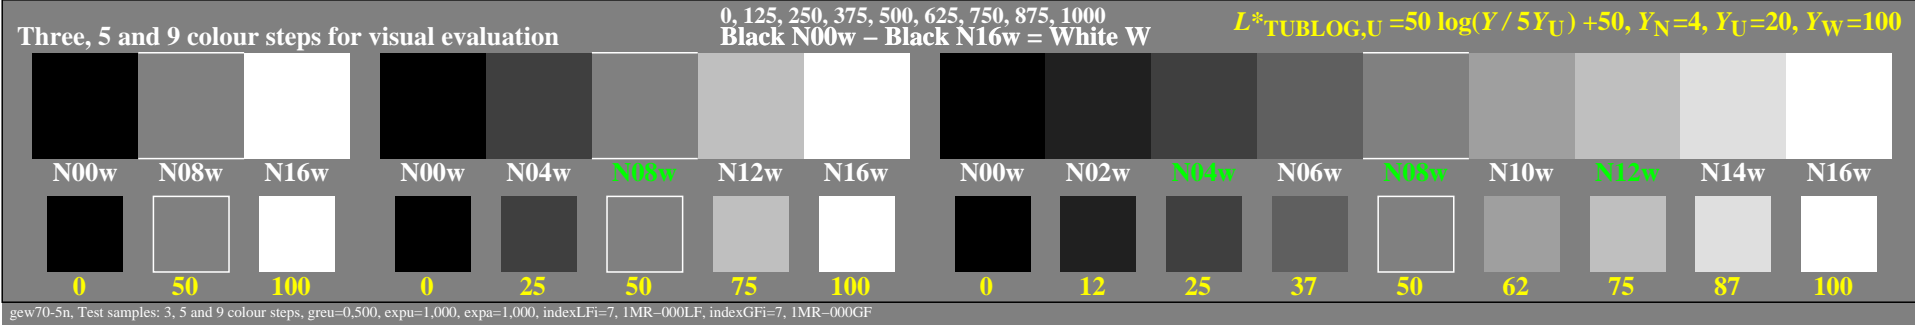 Three, 5 and 9 colour steps for visual evaluation
0, 125, 250, 375, 500, 625, 750, 875, 1000
Black N00w – Black N16w = White W
L*TUBLOG,U =50 log(Y / 5YU) +50, YN=4, YU=20, YW=100
N00w N08w N16w N00w N04w N08w N12w N16w N00w N02w N04w N06w N08w N10w N12w N14w N16w
0 50 100 0 25 50 75 100 0 12 25 37 50 62 75 87 100
gew70-5n, Test samples: 3, 5 and 9 colour steps, greu=0,500, expu=1,000, expa=1,000, indexLFi=7, 1MR–000LF, indexGFi=7, 1MR–000GF